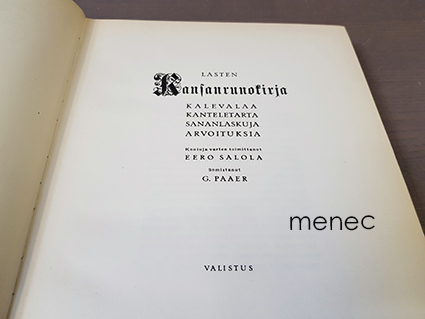 LASTEN
Kansanrunokirja
KALEVALAA
KANTELETARTA
SANANLASKUJA
ARVOITUKSIA
Kouluja varten toimittanut
EERO SALOLA
Somistanut
G. PAAER
menec
VALISTUS